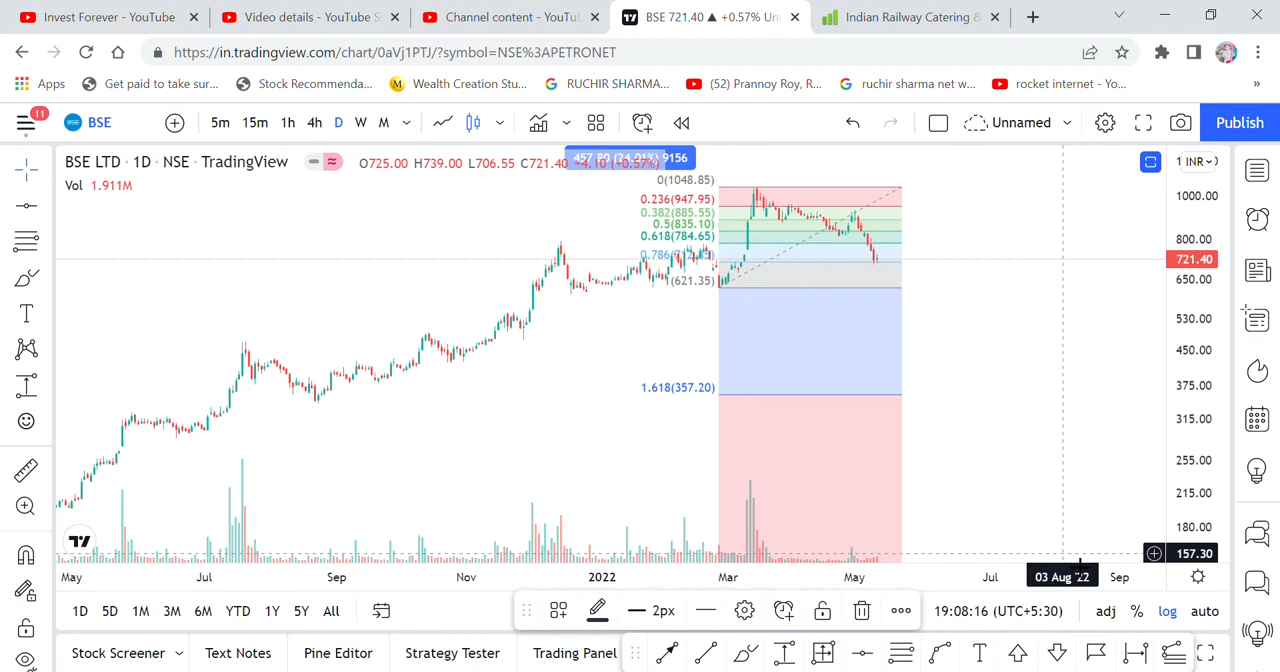 Invest Forever - YouTube
Video details - YouTube S
Channel content - YouTu
BSE 721.40 ▲ +0.57% Un
Indian Railway Catering &
https://in.tradingview.com/chart/0aVj1PTJ/?symbol=NSE%3APETRONET
Apps
Get paid to take sur...
Stock Recommenda...
M Wealth Creation Stu...
RUCHIR SHARMA...
(52) Prannoy Roy, R...
ruchir sharma net w...
rocket internet - Yo...
»
11
BSE
BSE
5m 15m 1h 4h D W M
Unnamed
Publish
BSE LTD · 1D · NSE · TradingView
O725.00 H739.00 L706.55 C721.40 +4.10 (+0.57%)
457.80 (24.01%) 9156
Vol 1.911M
1 INR
0(1048.85)
0.236(947.95)
0.382(885.55)
0.5(835.10)
0.618(784.65)
1(621.35)
1.618(357.20)
1000.00
800.00
721.40
650.00
530.00
450.00
375.00
315.00
255.00
215.00
180.00
157.30
May Jul Sep Nov 2022 Mar May Jul 03 Aug '22 Sep
1D 5D 1M 3M 6M YTD 1Y 5Y All
2px
19:08:16 (UTC+5:30)
adj % log auto
Stock Screener
Text Notes
Pine Editor
Strategy Tester
Trading Panel